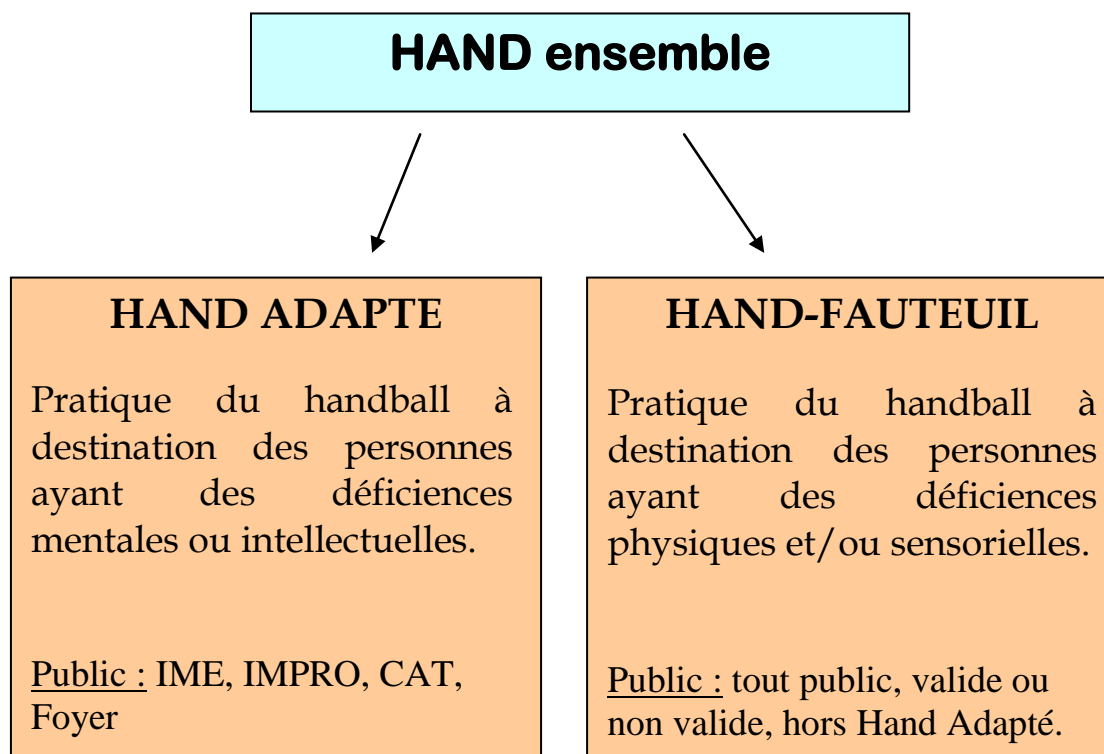 HAND ensemble
HAND ADAPTE
Pratique du handball à
destination des personnes
ayant des déficiences
mentales ou intellectuelles.
Public : IME, IMPRO, CAT,
Foyer
HAND-FAUTEUIL
Pratique du handball à
destination des personnes
ayant des déficiences
physiques et/ou sensorielles.
Public : tout public, valide ou
non valide, hors Hand Adapté.